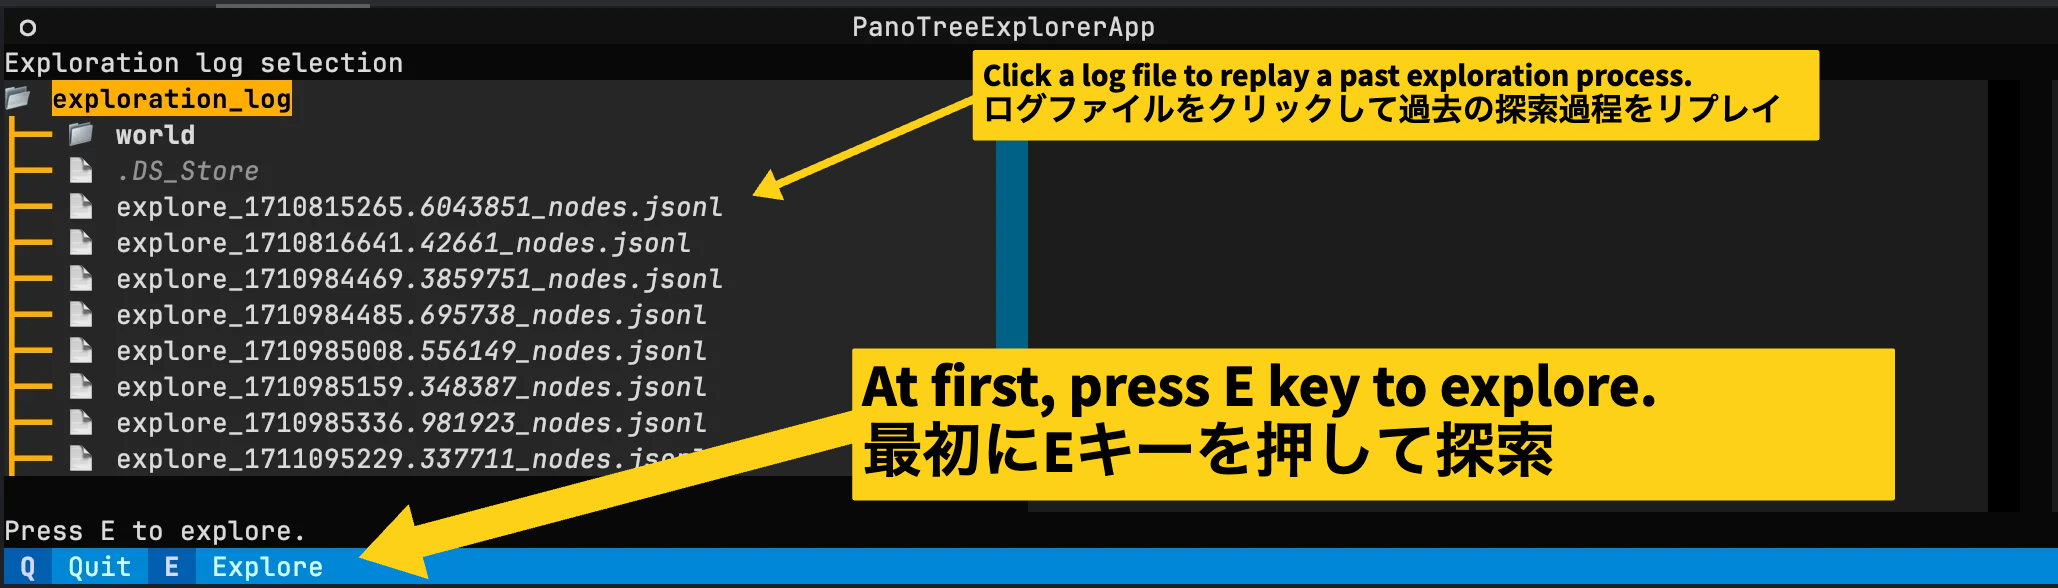 PanoTreeExplorerApp
Exploration log selection
exploration_log
world
.DS_Store
explore_1710815265.6043851_nodes.jsonl
explore_1710816641.42661_nodes.jsonl
explore_1710984469.3859751_nodes.jsonl
explore_1710984485.695738_nodes.jsonl
explore_1710985008.556149_nodes.jsonl
explore_1710985159.348387_nodes.jsonl
explore_1710985336.981923_nodes.jsonl
explore_1711095229.337711_nodes.jsonl
Click a log file to replay a past exploration process.
ログファイルをクリックして過去の探索過程をリプレイ
At first, press E key to explore.
最初にEキーを押して探索
Press E to explore.
Q Quit E Explore